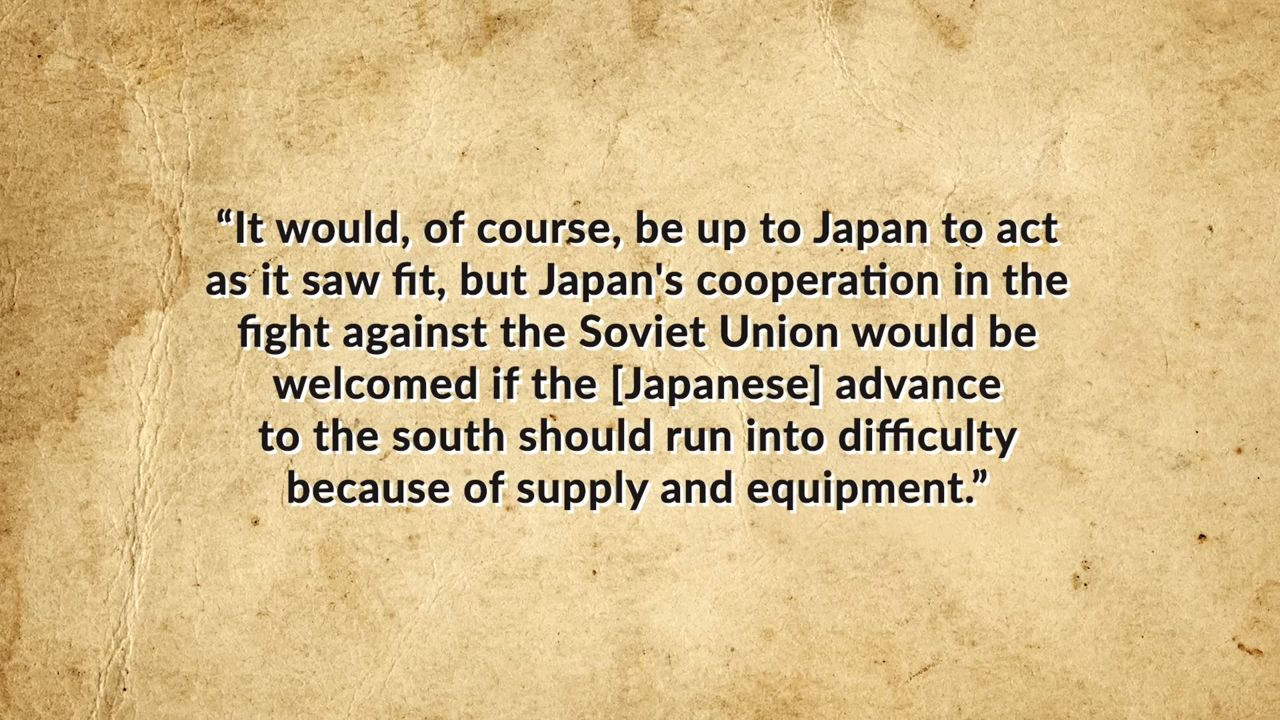 “It would, of course, be up to Japan to act
as it saw fit, but Japan's cooperation in the
fight against the Soviet Union would be
welcomed if the [Japanese] advance
to the south should run into difficulty
because of supply and equipment.”